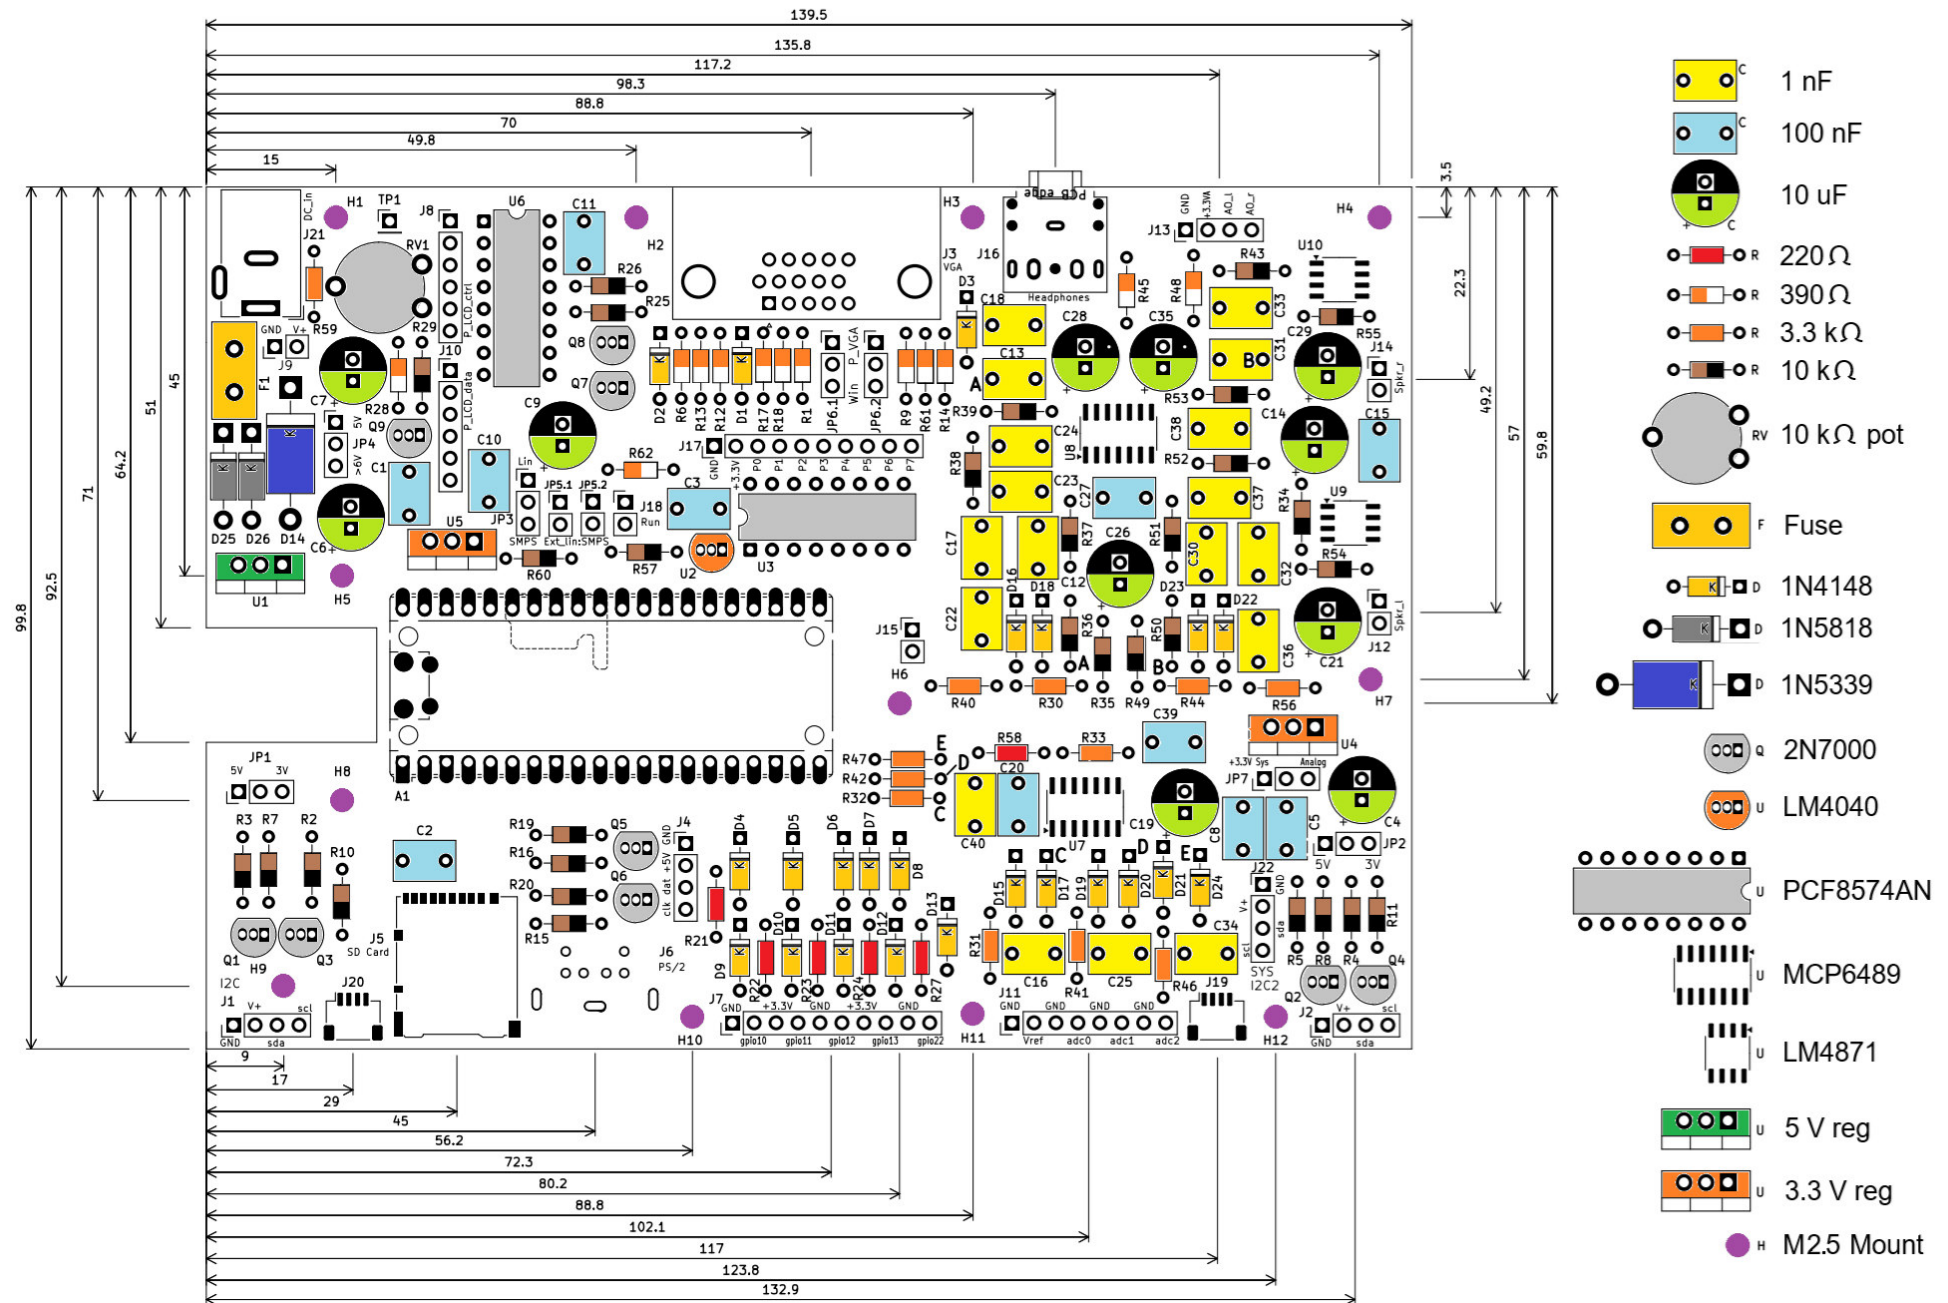 139.5
135.8
117.2
98.3
88.8
70
49.8
15
3.5
22.3
49.2
57
59.8
45
51
64.2
71
92.5
99.8
DC_in
H1
TP1
J8
U6
C11
H2
H3
PCB edge
J16
J3
VGA
Headphones
GND
+3.3VA
AO_l
AO_r
J13
H4
U10
R43
J21
RV1
P_LCD_ctrl
R26
R25
D3
C18
R45
R48
C33
R59
R29
GND
V+
J9
F1
J10
P_LCD_data
Q8
Q7
C28
C35
C29
R55
C31
B
J14
Spkr_r
C13
A
R39
R53
C7
+
R28
Q9
5V
JP4
>6V
K
D2
R6
R13
R12
D1
R17
R18
R1
JP6.1
Win
P_VGA
JP6.2
R9
R61
R14
C9
C10
C1
Lin
JP3
SMPS
JP5.1
JP5.2
Ext_lin:SMPS
R62
J17
GND
+3.3V
P0
P1
P2
P3
P4
P5
P6
P7
J18
Run
C3
U2
U3
R57
R60
U5
C6
+
D25
D26
D14
U1
H5
C24
R38
C23
U8
C38
C14
C15
R52
C27
C37
R34
U9
R37
R51
C17
C26
C30
C32
R54
D16
D18
C12
D23
D22
C22
R36
R50
A
B
R35
R49
C36
C21
Spkr_l
J12
H7
J15
H6
R40
R30
R44
R56
C39
U4
R47
R42
R32
E
D
C
R58
R33
C20
C40
U7
C19
+3.3V Sys
Analog
JP7
C8
C5
C4
JP2
5V
3V
JP1
5V
3V
H8
A1
R3
R7
R2
R10
C2
Q1
H9
Q3
I2C
J1
V+
scl
GND
sda
J20
J5
SD Card
R19
R16
R20
R15
Q5
Q6
J4
GND
+5V
dat
clk
J6
PS/2
R21
H10
D4
D5
D6
D7
D8
D9
D10
D11
D12
D13
R22
R23
R24
R27
J7
GND
+3.3V
GND
+3.3V
GND
gpio10
gpio11
gpio12
gpio13
gpio22
H11
D15
D17
D19
D20
D21
D24
C
D
E
R31
C16
R41
C25
R46
C34
J11
GND
GND
GND
Vref
adc0
adc1
adc2
J19
J22
GND
V+
sda
scl
SYS
I2C2
H12
R5
R8
R4
R11
Q2
Q4
J2
V+
scl
GND
sda
9
17
29
45
56.2
72.3
80.2
88.8
102.1
117
123.8
132.9
C 1 nF
C 100 nF
+ C 10 uF
R 220 Ω
R 390 Ω
R 3.3 kΩ
R 10 kΩ
RV 10 kΩ pot
F Fuse
K D 1N4148
K D 1N5818
K D 1N5339
Q 2N7000
U LM4040
U PCF8574AN
U MCP6489
U LM4871
U 5 V reg
U 3.3 V reg
H M2.5 Mount